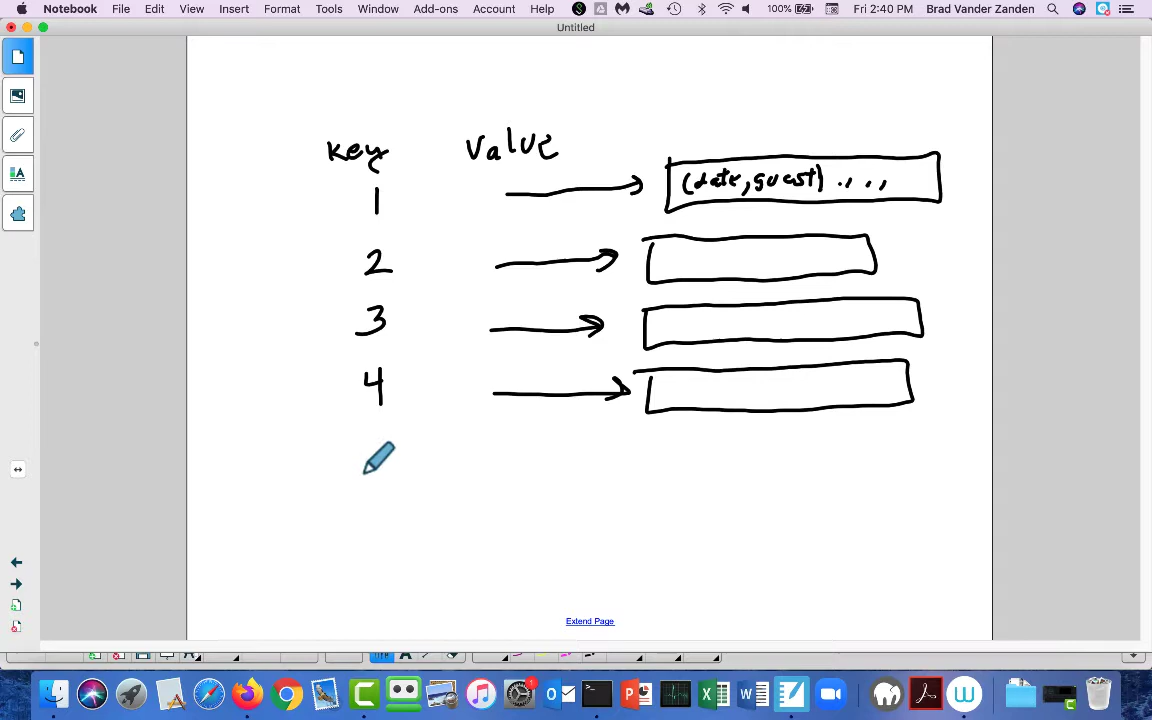 Notebook File Edit View Insert Format Tools Window Add-ons Account Help 100% Fri 2:40 PM Brad Vander Zanden
Untitled
Key Value
1 (date, guest) . , , ,
2
3
4
Extend Page